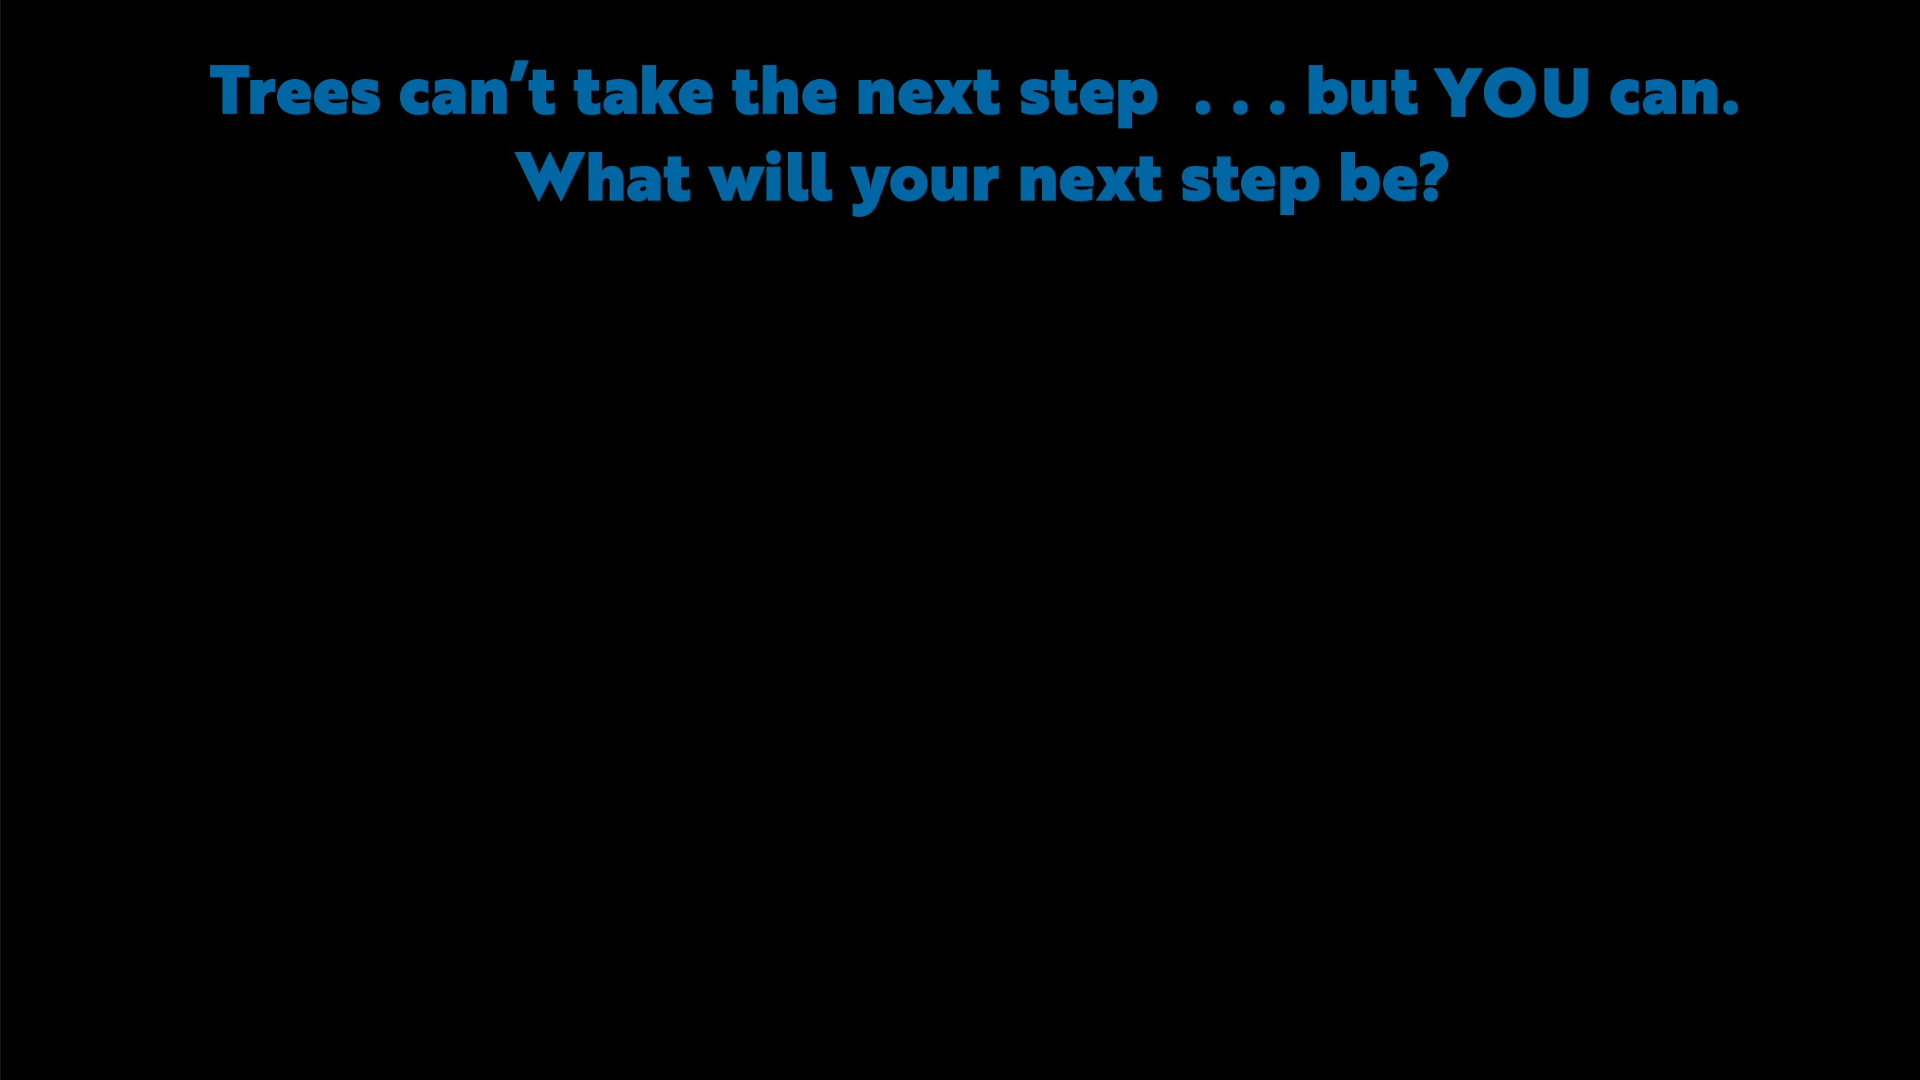 Trees can’t take the next step . . . but YOU can.
What will your next step be?